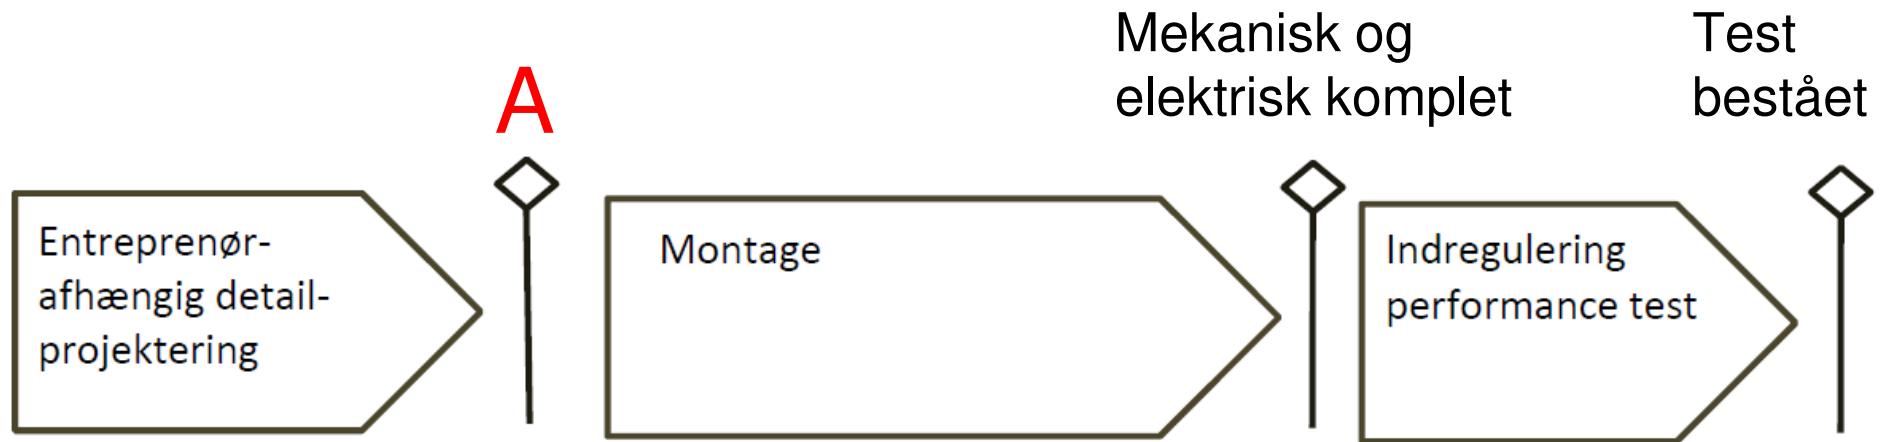 A
Mekanisk og
elektrisk komplet
Test
bestået
Entreprenør-
afhængig detail-
projektering
Montage
Indregulering
performance test